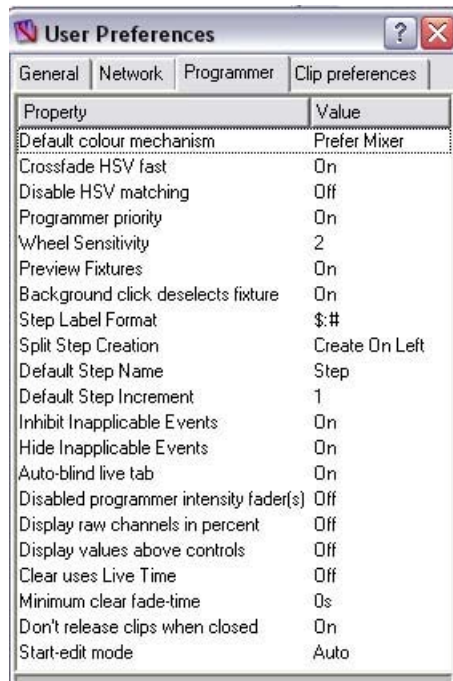 User Preferences
General Network Programmer Clip preferences
Property Value
Default colour mechanism Prefer Mixer
Crossfade HSV fast On
Disable HSV matching Off
Programmer priority On
Wheel Sensitivity 2
Preview Fixtures On
Background click deselects fixture On
Step Label Format $:#
Split Step Creation Create On Left
Default Step Name Step
Default Step Increment 1
Inhibit Inapplicable Events On
Hide Inapplicable Events On
Auto-blind live tab On
Disabled programmer intensity fader(s) Off
Display raw channels in percent Off
Display values above controls Off
Clear uses Live Time Off
Minimum clear fade-time 0s
Don't release clips when closed On
Start-edit mode Auto